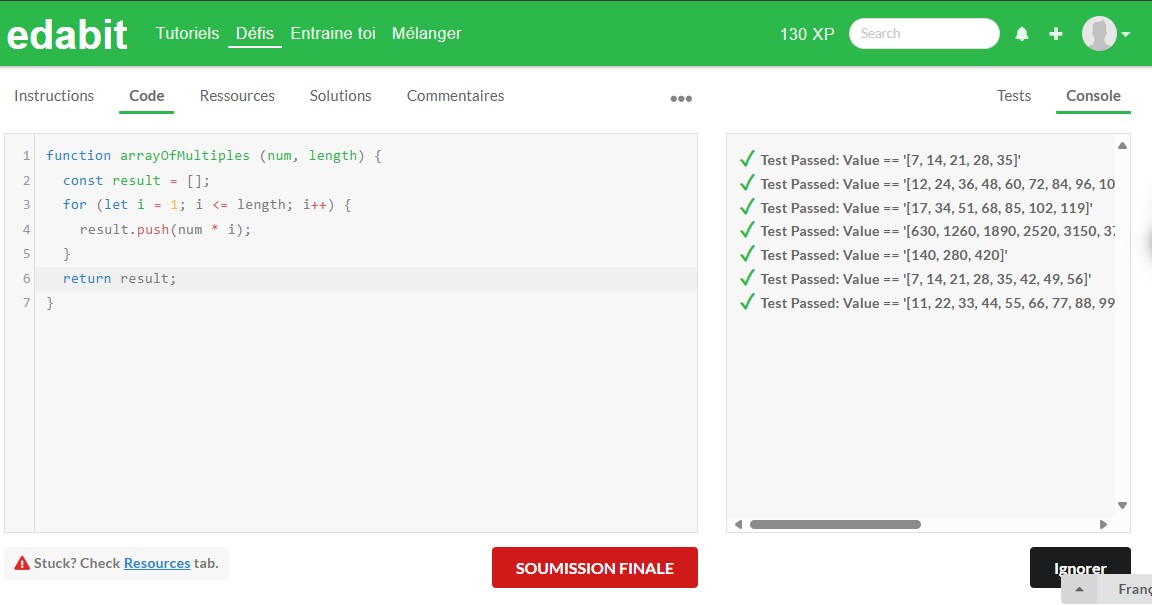 edabit Tutoriels Défis Entraine toi Mélanger 130 XP Search
Instructions Code Ressources Solutions Commentaires ••• Tests Console
1 function arrayOfMultiples (num, length) {
2 const result = [];
3 for (let i = 1; i <= length; i++) {
4 result.push(num * i);
5 }
6 return result;
7 }
Test Passed: Value == '[7, 14, 21, 28, 35]'
Test Passed: Value == '[12, 24, 36, 48, 60, 72, 84, 96, 10
Test Passed: Value == '[17, 34, 51, 68, 85, 102, 119]'
Test Passed: Value == '[630, 1260, 1890, 2520, 3150, 37
Test Passed: Value == '[140, 280, 420]'
Test Passed: Value == '[7, 14, 21, 28, 35, 42, 49, 56]'
Test Passed: Value == '[11, 22, 33, 44, 55, 66, 77, 88, 99
Stuck? Check Resources tab.
SOUMISSION FINALE
Ignorer
Franç